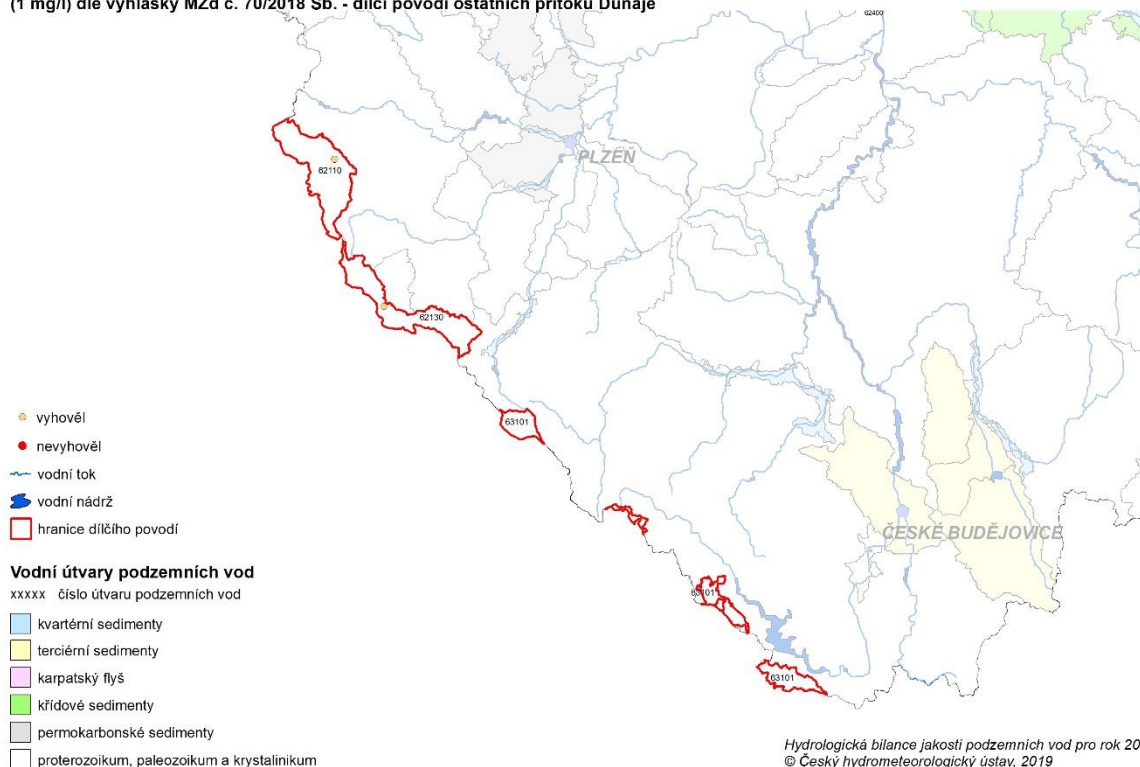 (1 mg/l) dle vyhlášky MZd č. 70/2018 Sb. - dílčí povodí ostatních přítoků Dunaje
62400
PLZEŇ
62110
62130
63101
ČESKÉ BUDĚJOVICE
63101
63101
vyhověl
nevyhověl
vodní tok
vodní nádrž
hranice dílčího povodí
Vodní útvary podzemních vod
xxxxx číslo útvaru podzemních vod
kvartérní sedimenty
terciérní sedimenty
karpatský flyš
křídové sedimenty
permokarbonské sedimenty
proterozoikum, paleozoikum a krystalinikum
Hydrologická bilance jakosti podzemních vod pro rok 20
© Český hydrometeorologický ústav, 2019